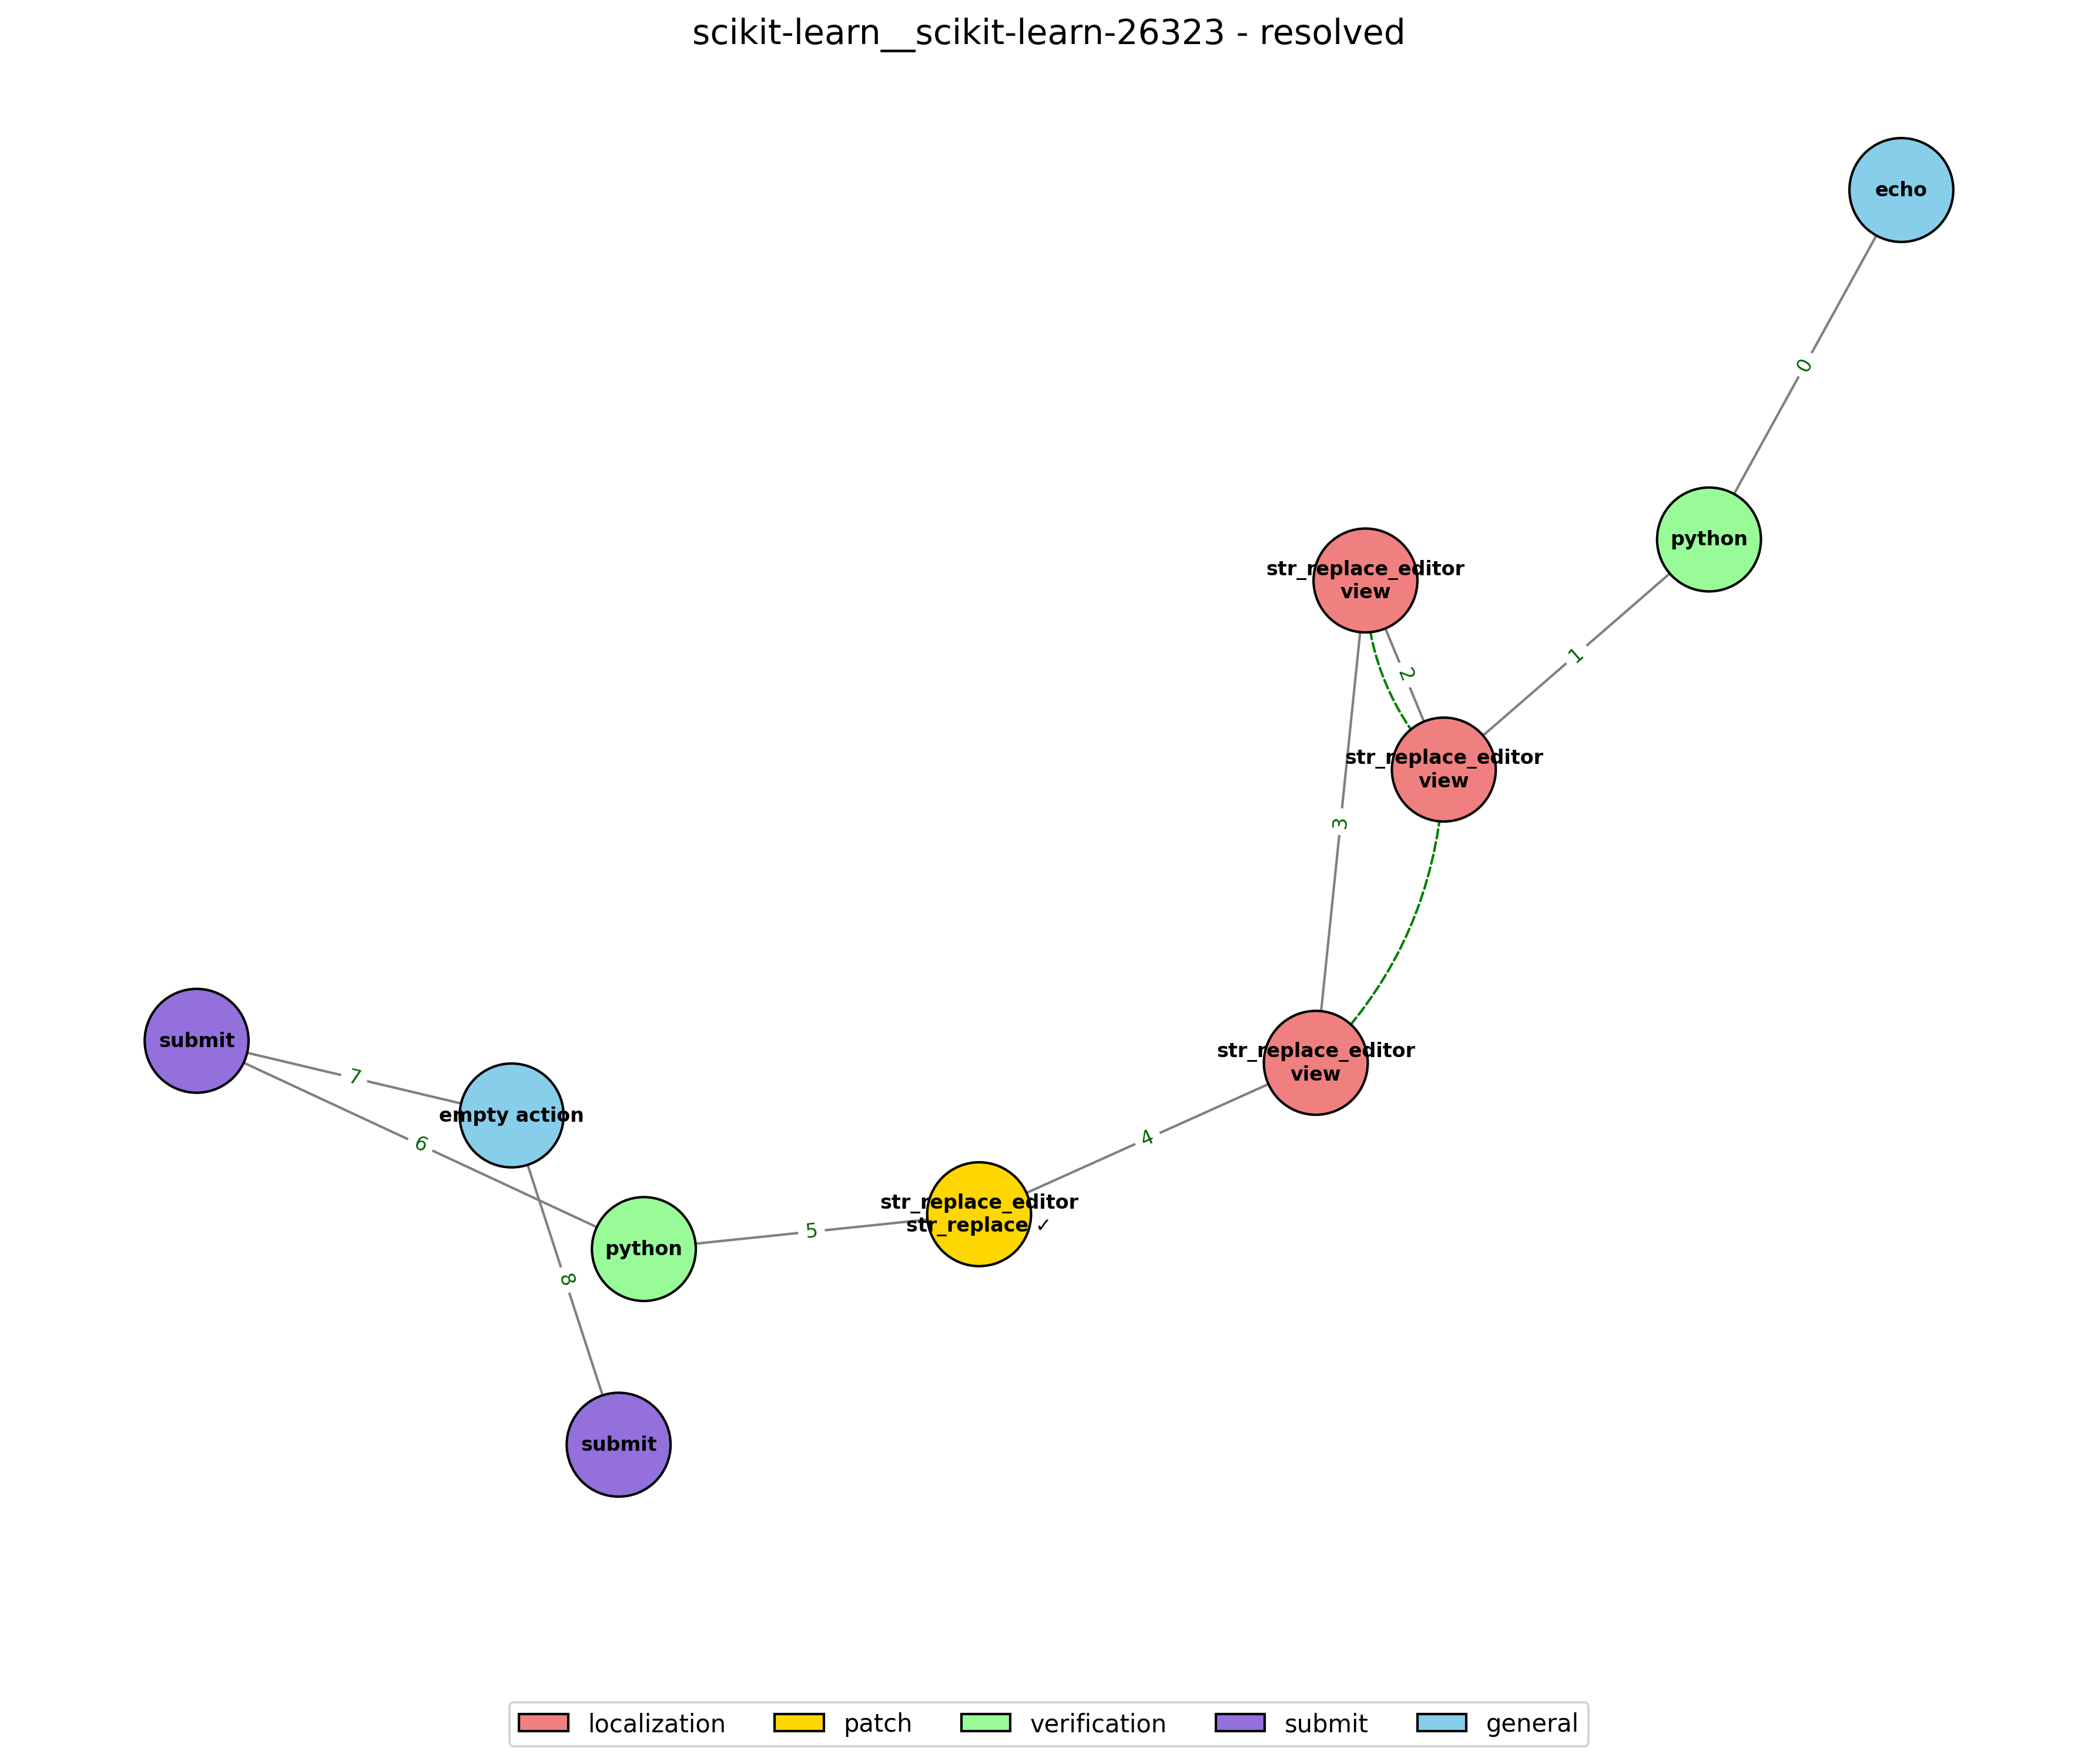 scikit-learn__scikit-learn-26323 - resolved
echo
0
python
1
str_replace_editor
view
2
str_replace_editor
view
3
str_replace_editor
view
4
str_replace_editor
str_replace ✓
5
python
6
submit
7
empty action
8
submit
localization
patch
verification
submit
general